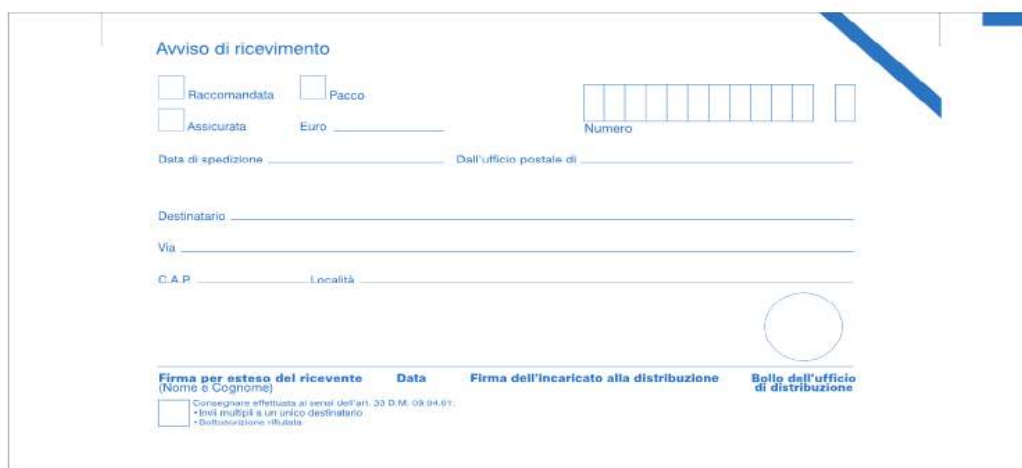 Avviso di ricevimento
Raccomandata Pacco
Assicurata Euro
Numero
Data di spedizione Dall'ufficio postale di
Destinatario
Via
C.A.P. Località
Firma per esteso del ricevente Data Firma dell'incaricato alla distribuzione Bollo dell'ufficio
(Nome e Cognome) di distribuzione
Consegnare effettuata ai sensi dell'art. 33 D.M. 09.04.01:
• Invii multipli a un unico destinatario
• Sottoscrizione rifiutata